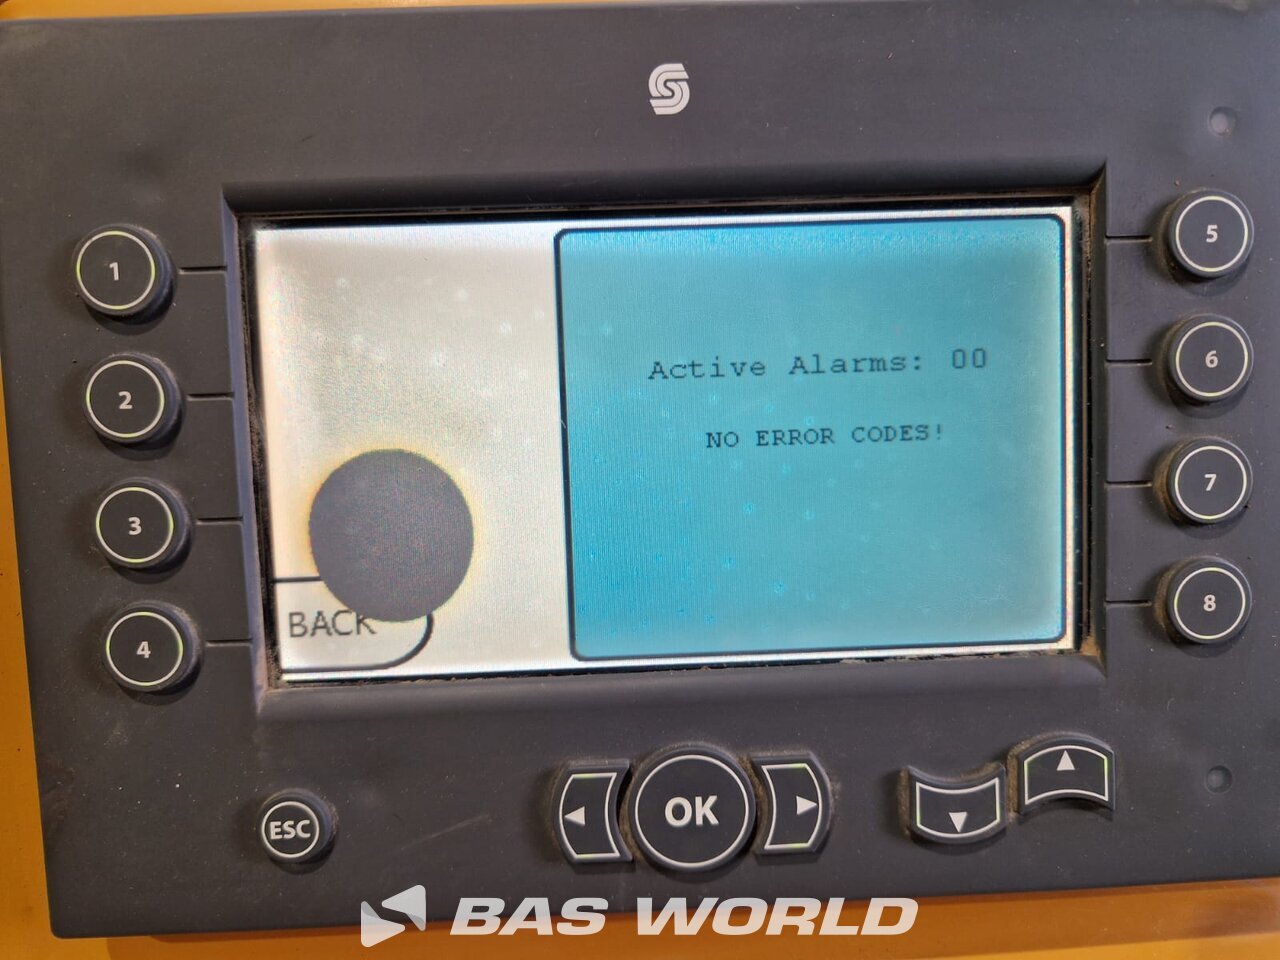 1
2
3
4
5
6
7
8
Active Alarms: 00
NO ERROR CODES!
BACK
ESC
OK
BAS WORLD